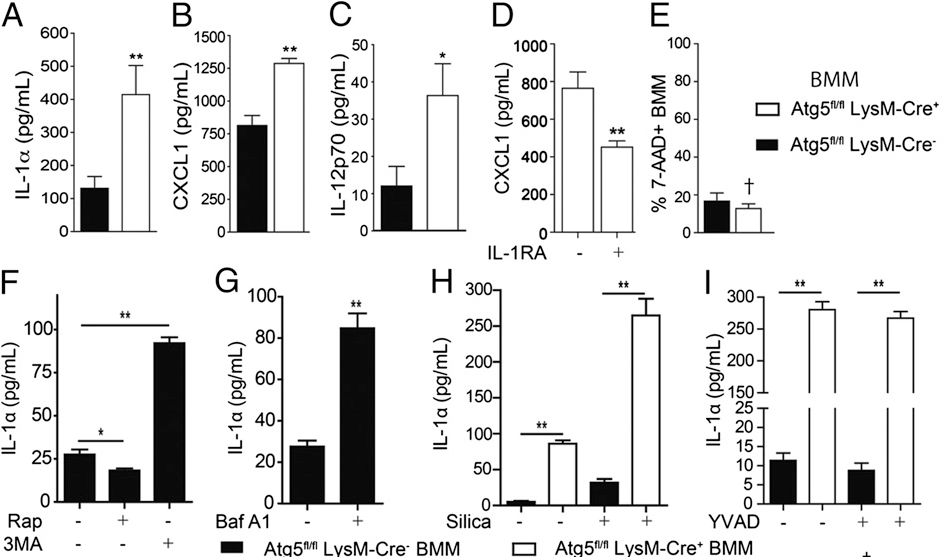 A
IL-1α (pg/mL)
600
500
400
300
200
100
0
**
B
CXCL1 (pg/mL)
1500
1250
1000
750
500
250
0
**
C
IL-12p70 (pg/mL)
60
50
40
30
20
10
0
*
D
CXCL1 (pg/mL)
1000
800
600
400
200
0
**
IL-1RA - +
E
% 7-AAD+ BMM
100
80
60
40
20
0
†
BMM
Atg5fl/fl LysM-Cre+
Atg5fl/fl LysM-Cre-
F
IL-1α (pg/mL)
100
75
50
25
0
**
*
Rap - + -
3MA - - +
G
IL-1α (pg/mL)
100
80
60
40
20
0
**
Baf A1 - +
H
IL-1α (pg/mL)
300
250
200
150
100
50
0
**
**
Silica - - + +
I
IL-1α (pg/mL)
300
250
200
25
20
15
10
5
0
**
**
YVAD - - + +
Atg5fl/fl LysM-Cre- BMM
Atg5fl/fl LysM-Cre+ BMM